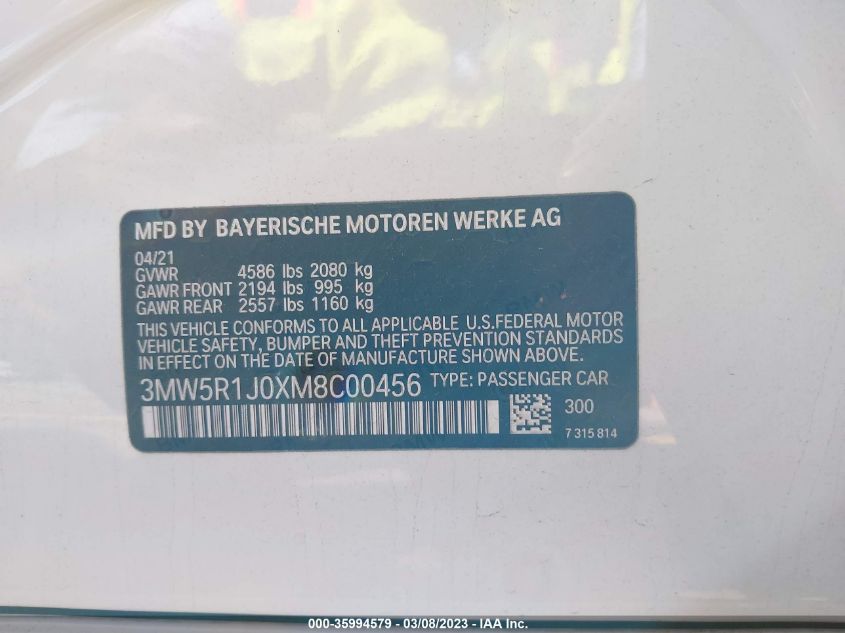 MFD BY BAYERISCHE MOTOREN WERKE AG
04/21
GVWR 4586 lbs 2080 kg
GAWR FRONT 2194 lbs 995 kg
GAWR REAR 2557 lbs 1160 kg
THIS VEHICLE CONFORMS TO ALL APPLICABLE U.S.FEDERAL MOTOR
VEHICLE SAFETY, BUMPER AND THEFT PREVENTION STANDARDS
IN EFFECT ON THE DATE OF MANUFACTURE SHOWN ABOVE.
3MW5R1J0XM8C00456 TYPE: PASSENGER CAR
300
7 315 814
000-35994579 - 03/08/2023 - IAA Inc.